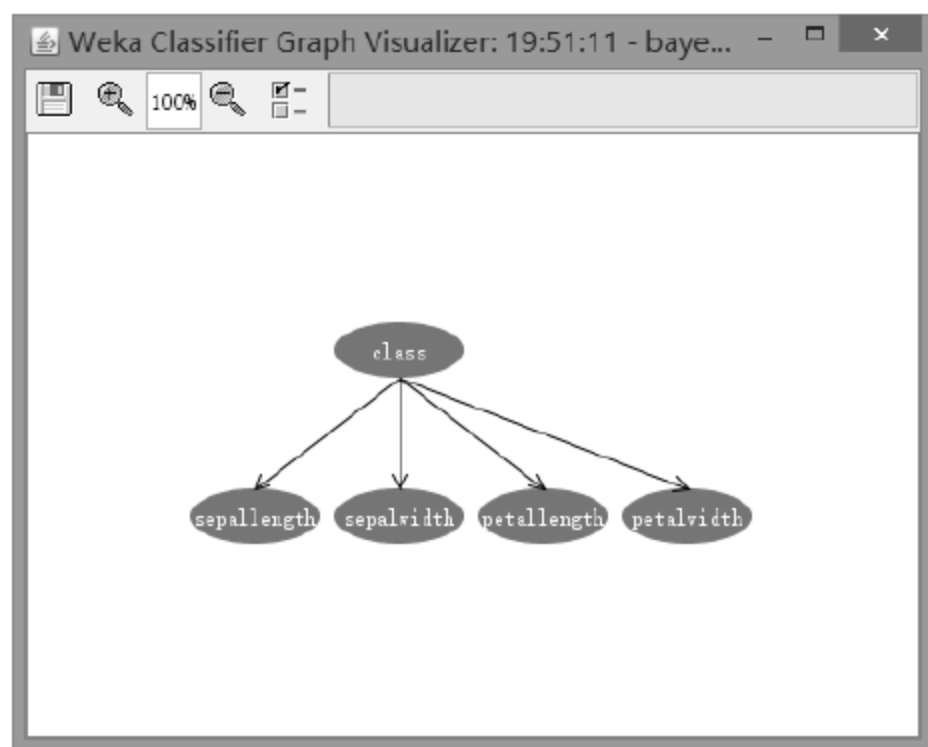 Weka Classifier Graph Visualizer: 19:51:11 - baye...
100%
class
sepallength sepalwidth petallength petalwidth